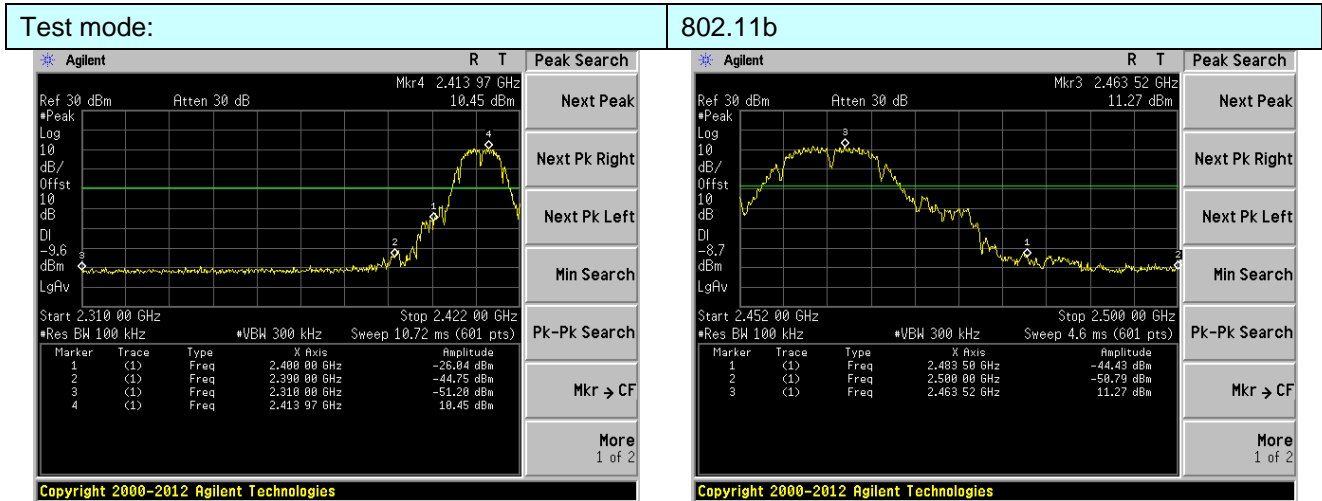 Test mode: 802.11b
Agilent R T Peak Search
Mkr4 2.413 97 GHz
Ref 30 dBm Atten 30 dB 10.45 dBm
#Peak
Log
10
dB/
Offst
10
dB
DI
-9.6
dBm
LgAv
1
2
3
4
Start 2.310 00 GHz Stop 2.422 00 GHz
#Res BW 100 kHz #VBW 300 kHz Sweep 10.72 ms (601 pts)
Marker Trace Type X Axis Amplitude
1 (1) Freq 2.400 00 GHz -26.04 dBm
2 (1) Freq 2.390 00 GHz -44.75 dBm
3 (1) Freq 2.310 00 GHz -51.20 dBm
4 (1) Freq 2.413 97 GHz 10.45 dBm
Next Peak
Next Pk Right
Next Pk Left
Min Search
Pk-Pk Search
Mkr → CF
More
1 of 2
Copyright 2000-2012 Agilent Technologies
Agilent R T Peak Search
Mkr3 2.463 52 GHz
Ref 30 dBm Atten 30 dB 11.27 dBm
#Peak
Log
10
dB/
Offst
10
dB
DI
-8.7
dBm
LgAv
3
1
2
Start 2.452 00 GHz Stop 2.500 00 GHz
#Res BW 100 kHz #VBW 300 kHz Sweep 4.6 ms (601 pts)
Marker Trace Type X Axis Amplitude
1 (1) Freq 2.483 50 GHz -44.43 dBm
2 (1) Freq 2.500 00 GHz -50.79 dBm
3 (1) Freq 2.463 52 GHz 11.27 dBm
Next Peak
Next Pk Right
Next Pk Left
Min Search
Pk-Pk Search
Mkr → CF
More
1 of 2
Copyright 2000-2012 Agilent Technologies